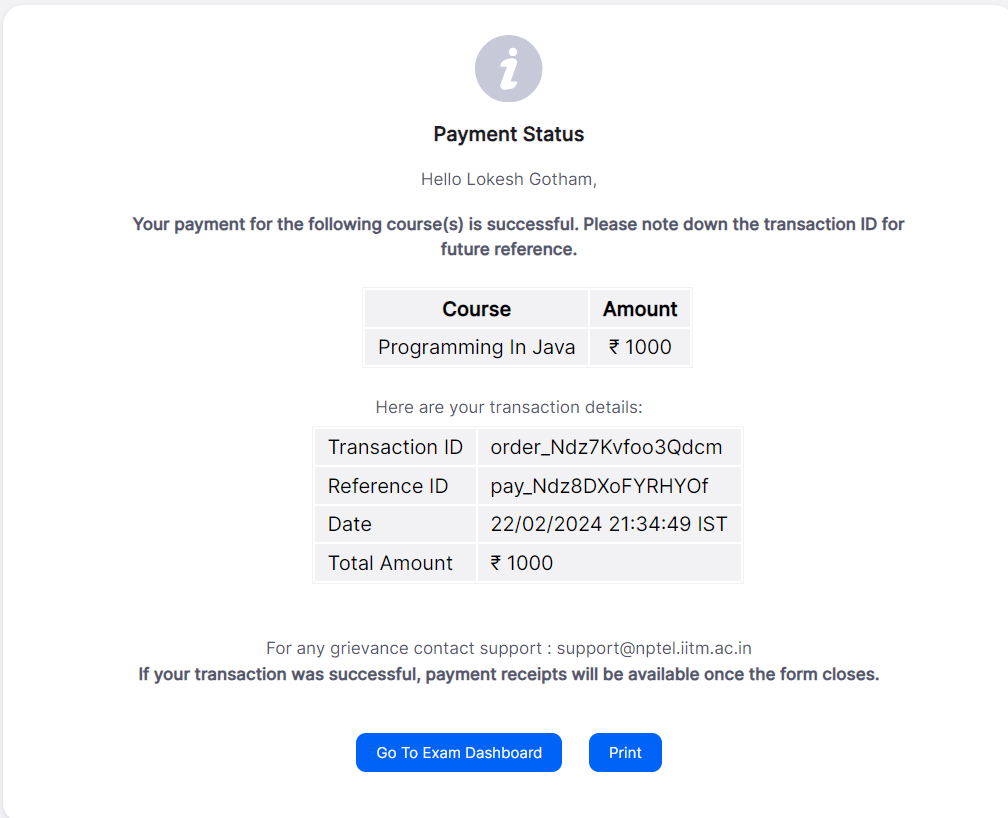 Payment Status
Hello Lokesh Gotham,
Your payment for the following course(s) is successful. Please note down the transaction ID for
future reference.
Course Amount
Programming In Java ₹ 1000
Here are your transaction details:
Transaction ID order_Ndz7Kvfoo3Qdcm
Reference ID pay_Ndz8DXoFYRHYOf
Date 22/02/2024 21:34:49 IST
Total Amount ₹ 1000
For any grievance contact support : support@nptel.iitm.ac.in
If your transaction was successful, payment receipts will be available once the form closes.
Go To Exam Dashboard Print